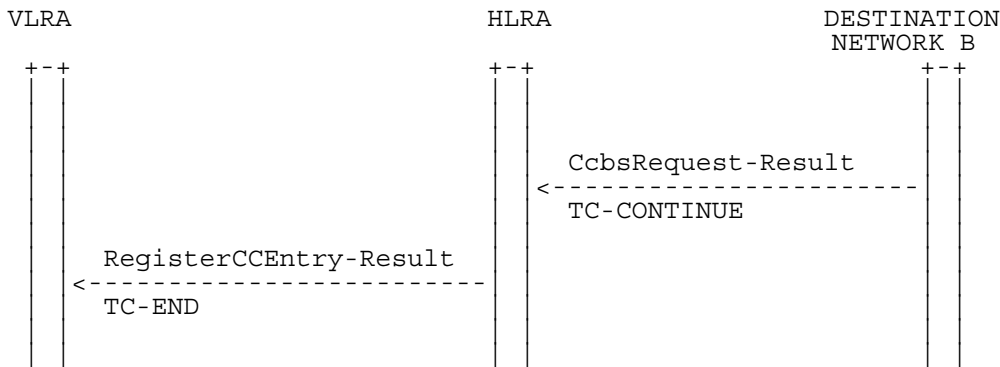 VLRA HLRA DESTINATION
NETWORK B
CcbsRequest-Result
TC-CONTINUE
RegisterCCEntry-Result
TC-END